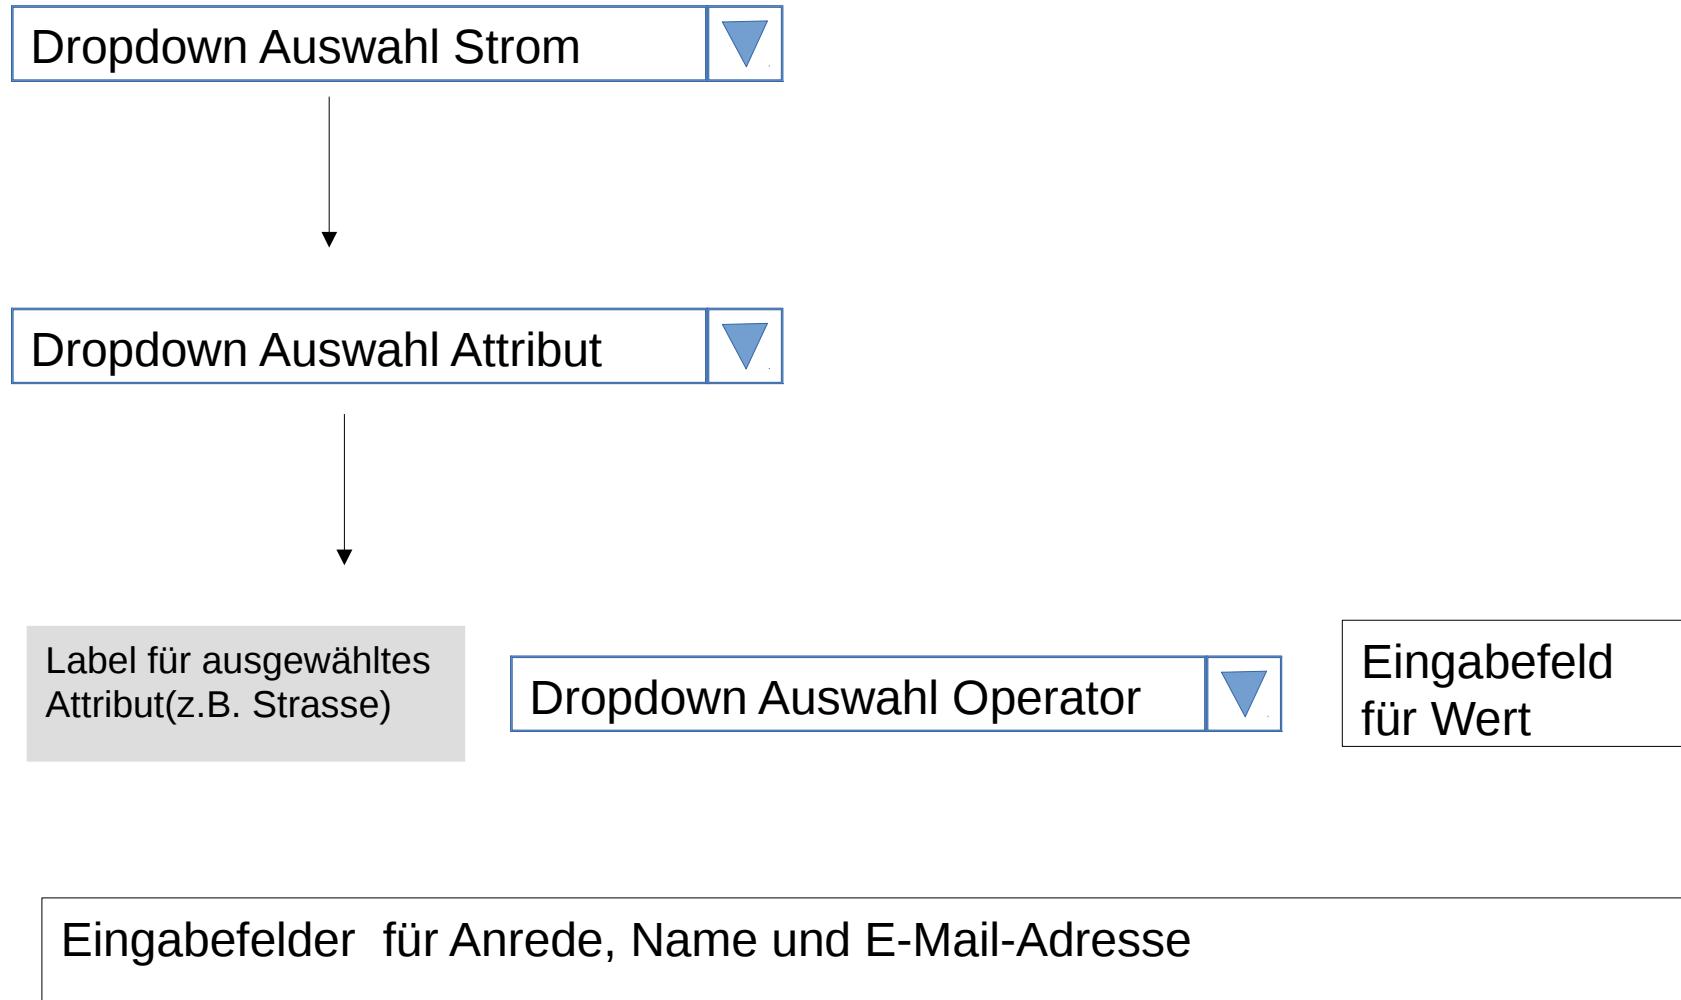 Dropdown Auswahl Strom
Dropdown Auswahl Attribut
Label für ausgewähltes
Attribut(z.B. Strasse)
Dropdown Auswahl Operator
Eingabefeld
für Wert
Eingabefelder  für Anrede, Name und E-Mail-Adresse